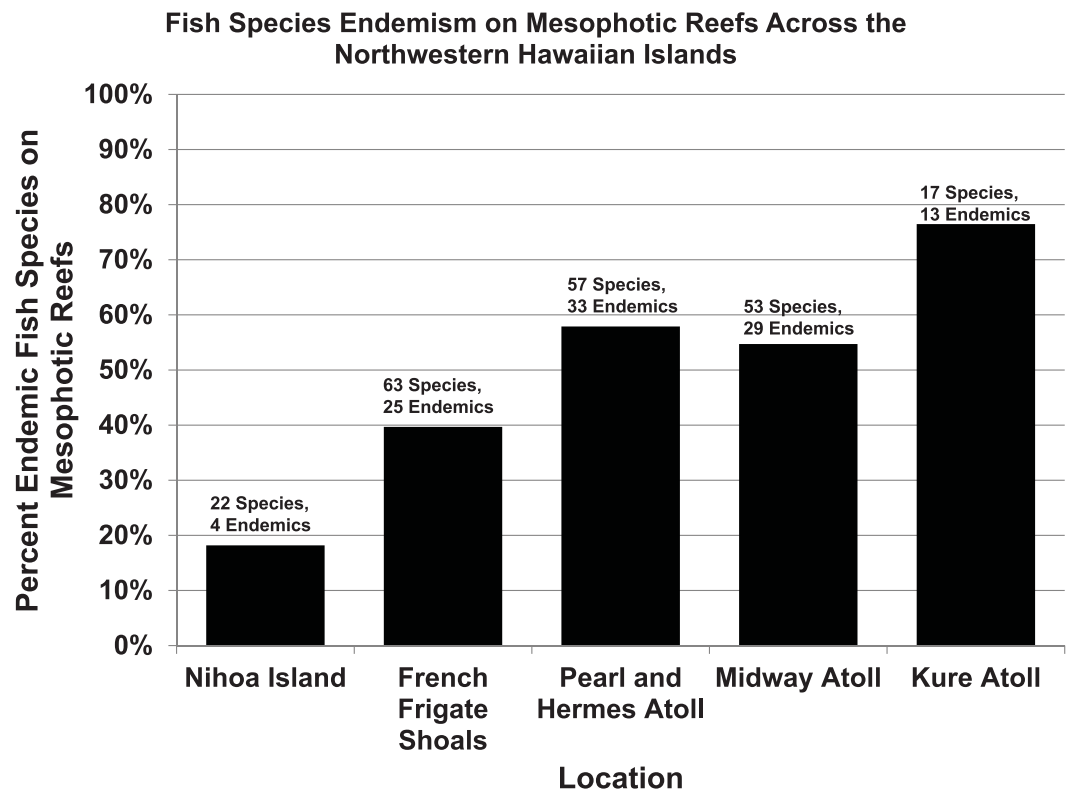 Fish Species Endemism on Mesophotic Reefs Across the
Northwestern Hawaiian Islands
Percent Endemic Fish Species on
Mesophotic Reefs
100%
90%
80%
70%
60%
50%
40%
30%
20%
10%
0%
22 Species,
4 Endemics
63 Species,
25 Endemics
57 Species,
33 Endemics
53 Species,
29 Endemics
17 Species,
13 Endemics
Nihoa Island
French
Frigate
Shoals
Pearl and
Hermes Atoll
Midway Atoll
Kure Atoll
Location